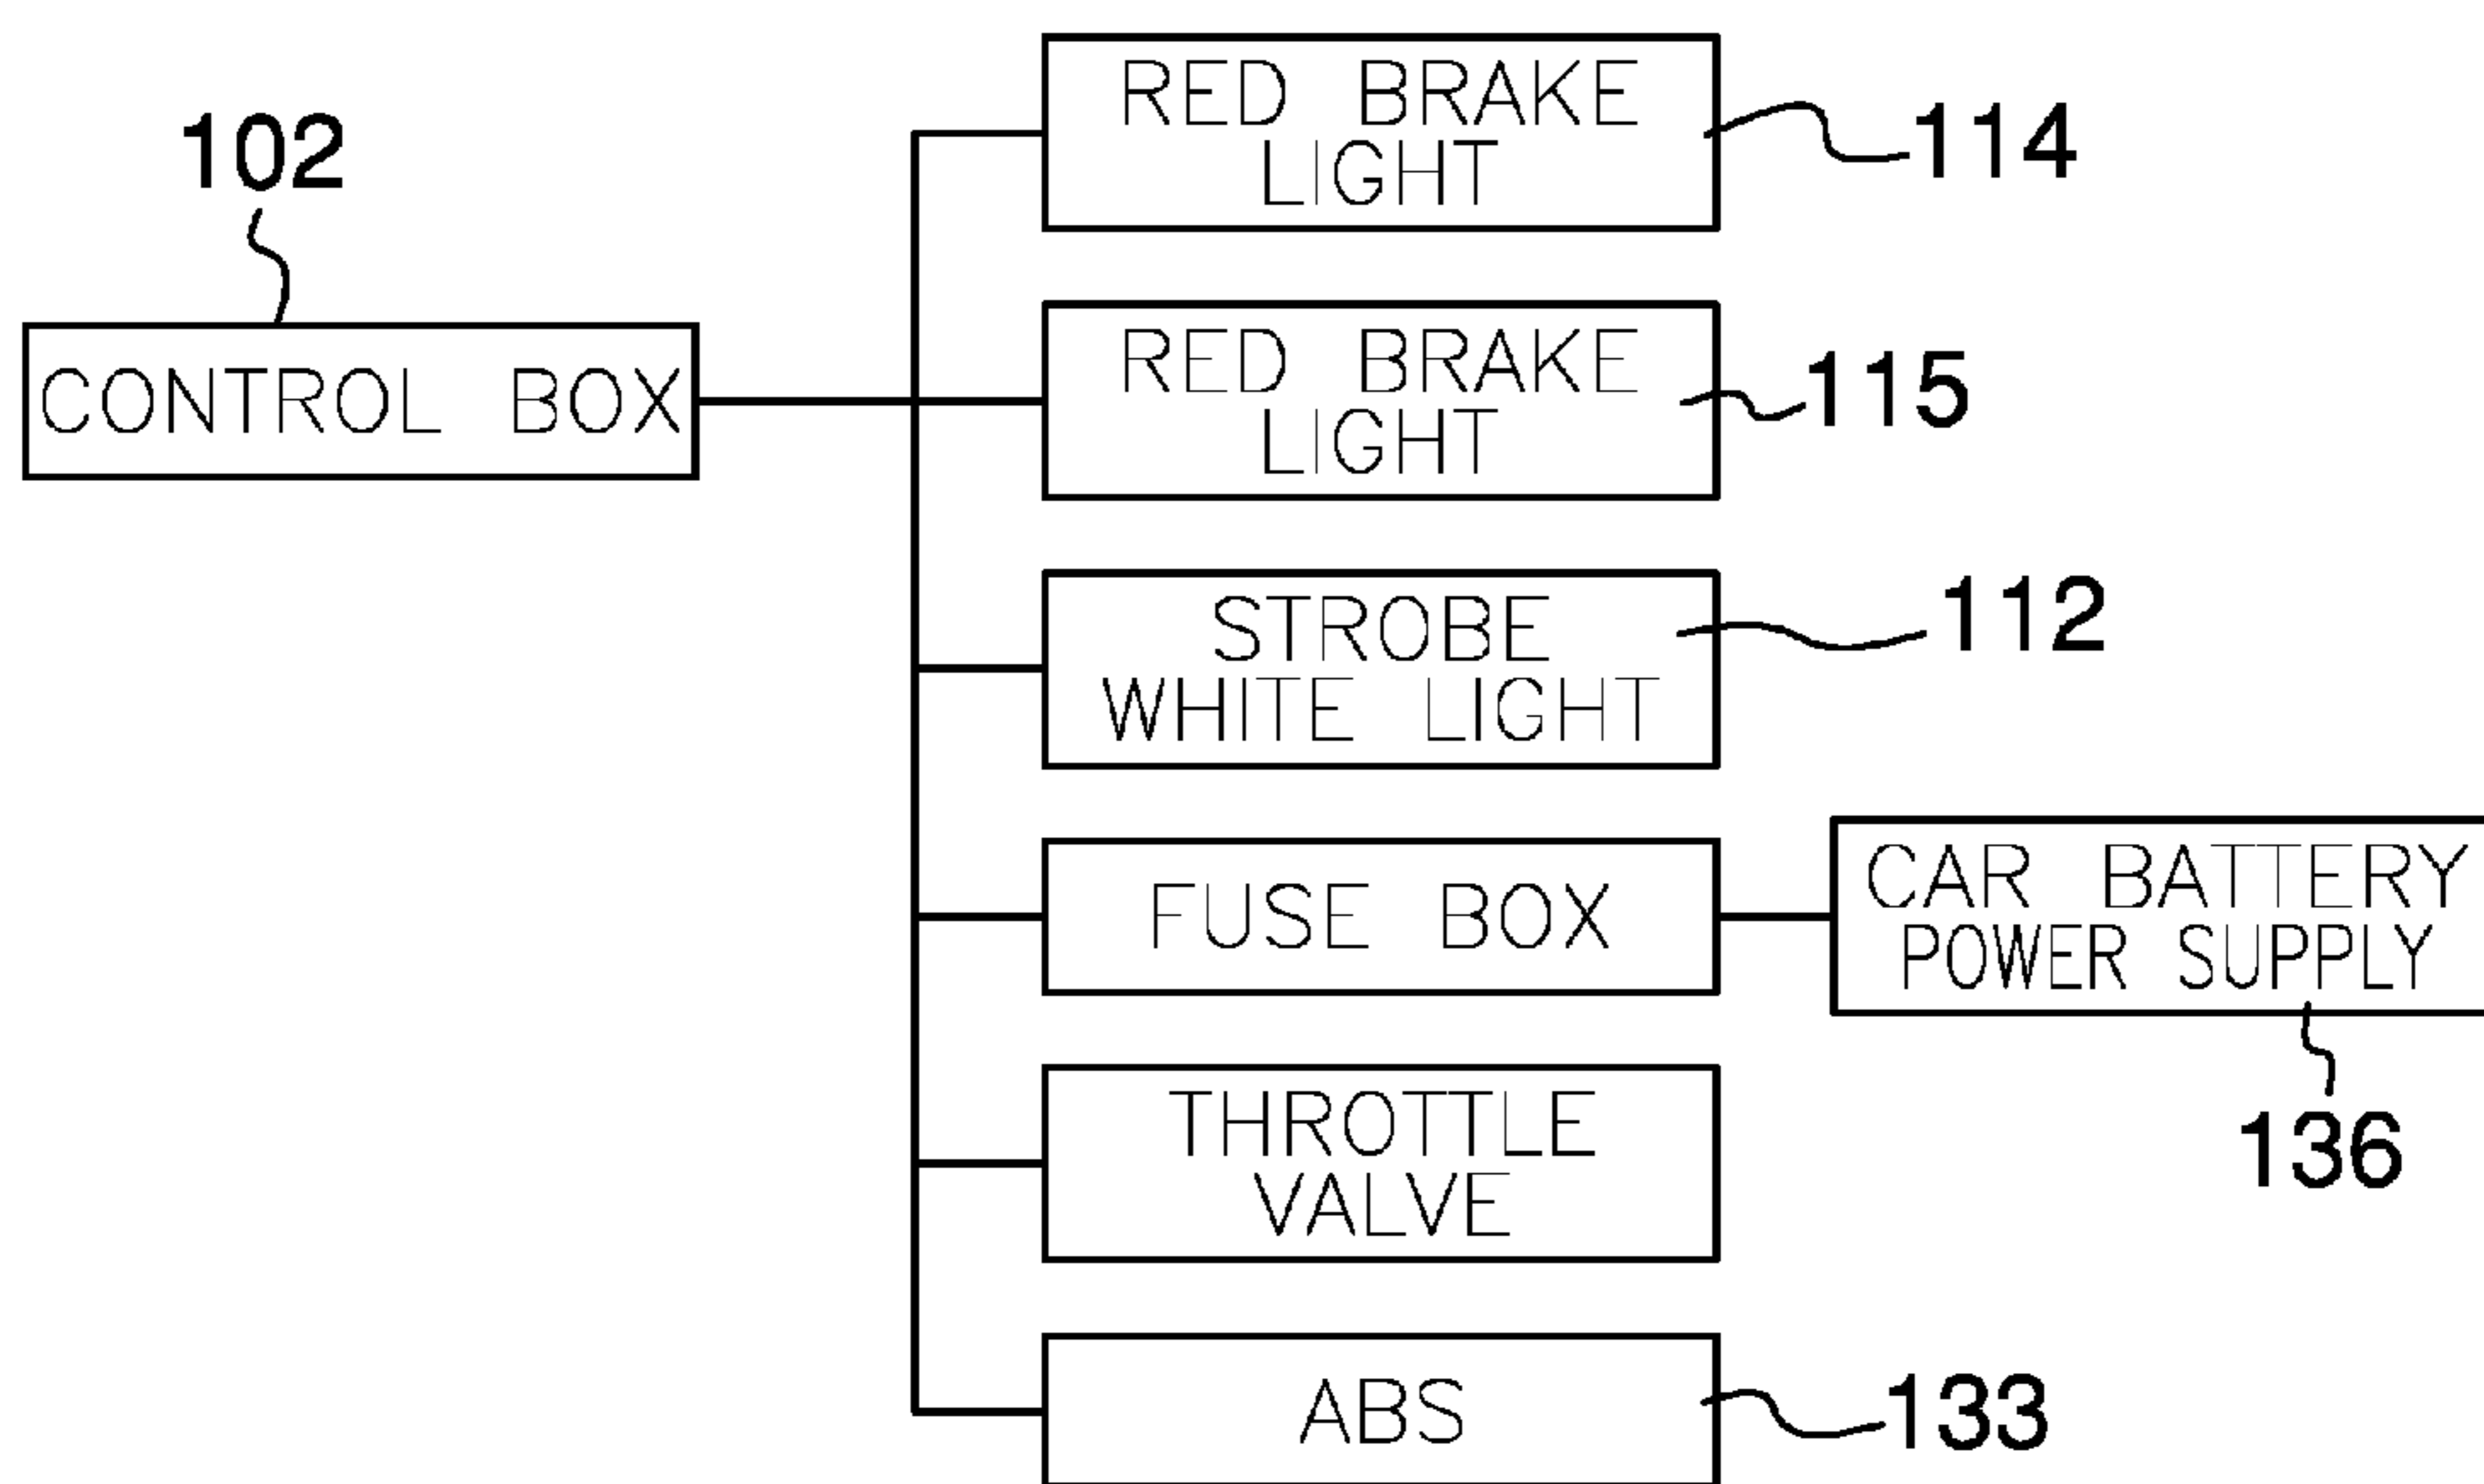 102
CONTROL BOX
RED BRAKE
LIGHT
114
RED BRAKE
LIGHT
115
STROBE
WHITE LIGHT
112
FUSE BOX
CAR BATTERY
POWER SUPPLY
136
THROTTLE
VALVE
ABS
133